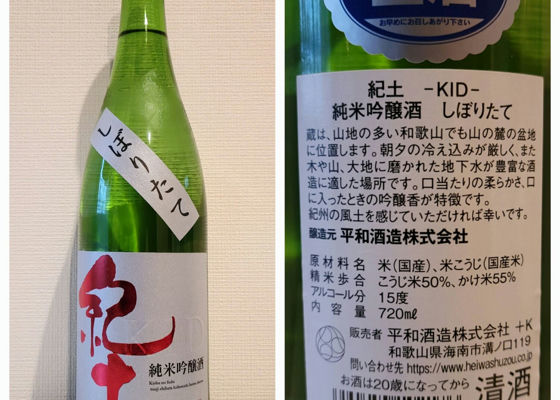 しぼりたて
紀土
KID
純米吟醸酒
お早めにお召しあがり下さい
紀土 -KID-
純米吟醸酒 しぼりたて
蔵は、山地の多い和歌山でも山の麓の盆地
に位置します。朝夕の冷え込みが厳しく、また
木や山、大地に磨かれた地下水が豊富な酒
造に適した場所です。口当たりの柔らかさ、口
に入ったときの吟醸香が特徴です。
紀州の風土を感じていただければ幸いです。
醸造元 平和酒造株式会社
原材料名 米(国産)、米こうじ(国産米)
精米歩合 こうじ米50%、かけ米55%
アルコール分 15度
内容量 720㎖
販売者 平和酒造株式会社 +K
和歌山県海南市溝ノ口119
問い合わせ先 https://www.heiwashuzou.co.j
お酒は20歳になってから 清酒